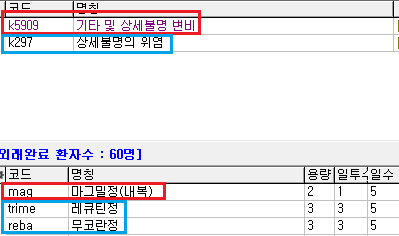 코드 명칭
k5909 기타 및 상세불명 변비
k297 상세불명의 위염
외래완료 환자수 : 60명]
코드 명칭 용량 일투 일수
mag 마그밀정(내복) 2 1 5
trime 레큐틴정 3 3 5
reba 무코란정 3 3 5